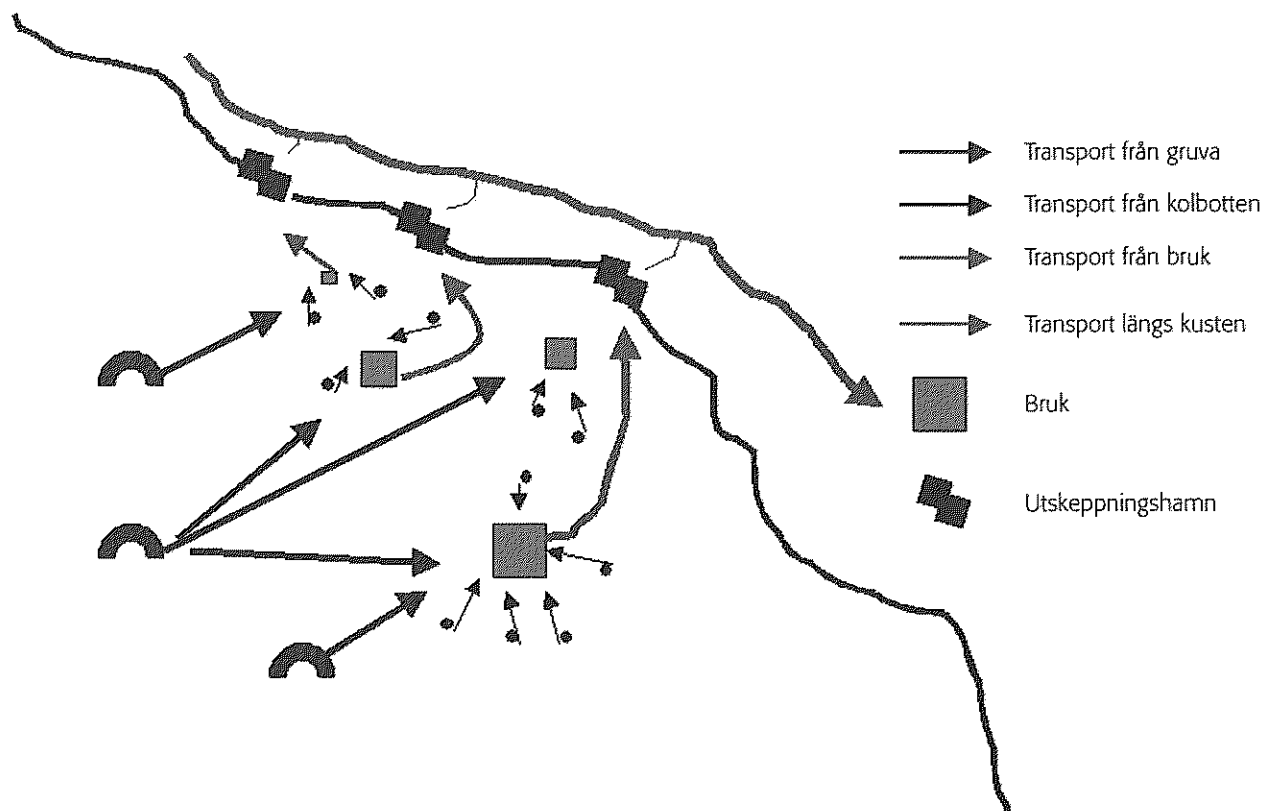 Transport från gruva
Transport från kolbotten
Transport från bruk
Transport längs kusten
Bruk
Utskeppningshamn